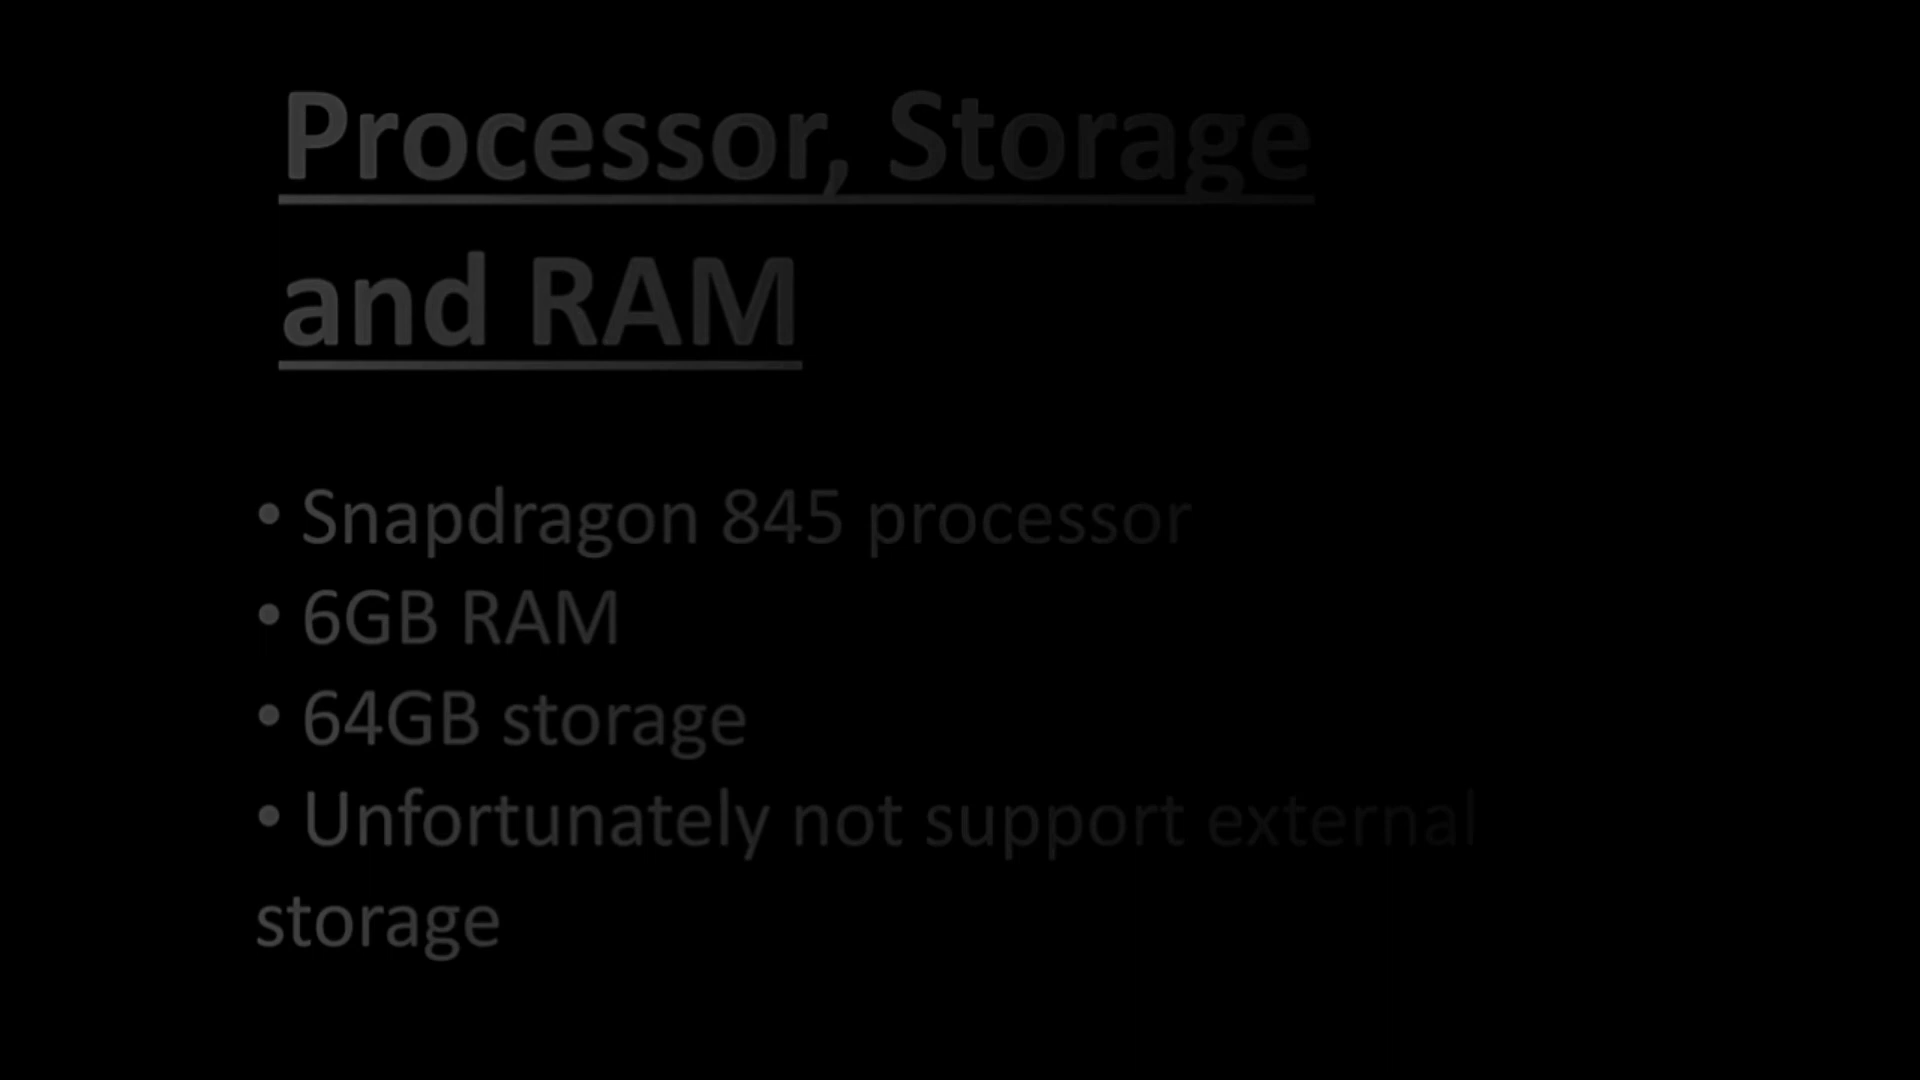 Processor, Storage
and RAM
• Snapdragon 845 processor
• 6GB RAM
• 64GB storage
• Unfortunately not support external
storage